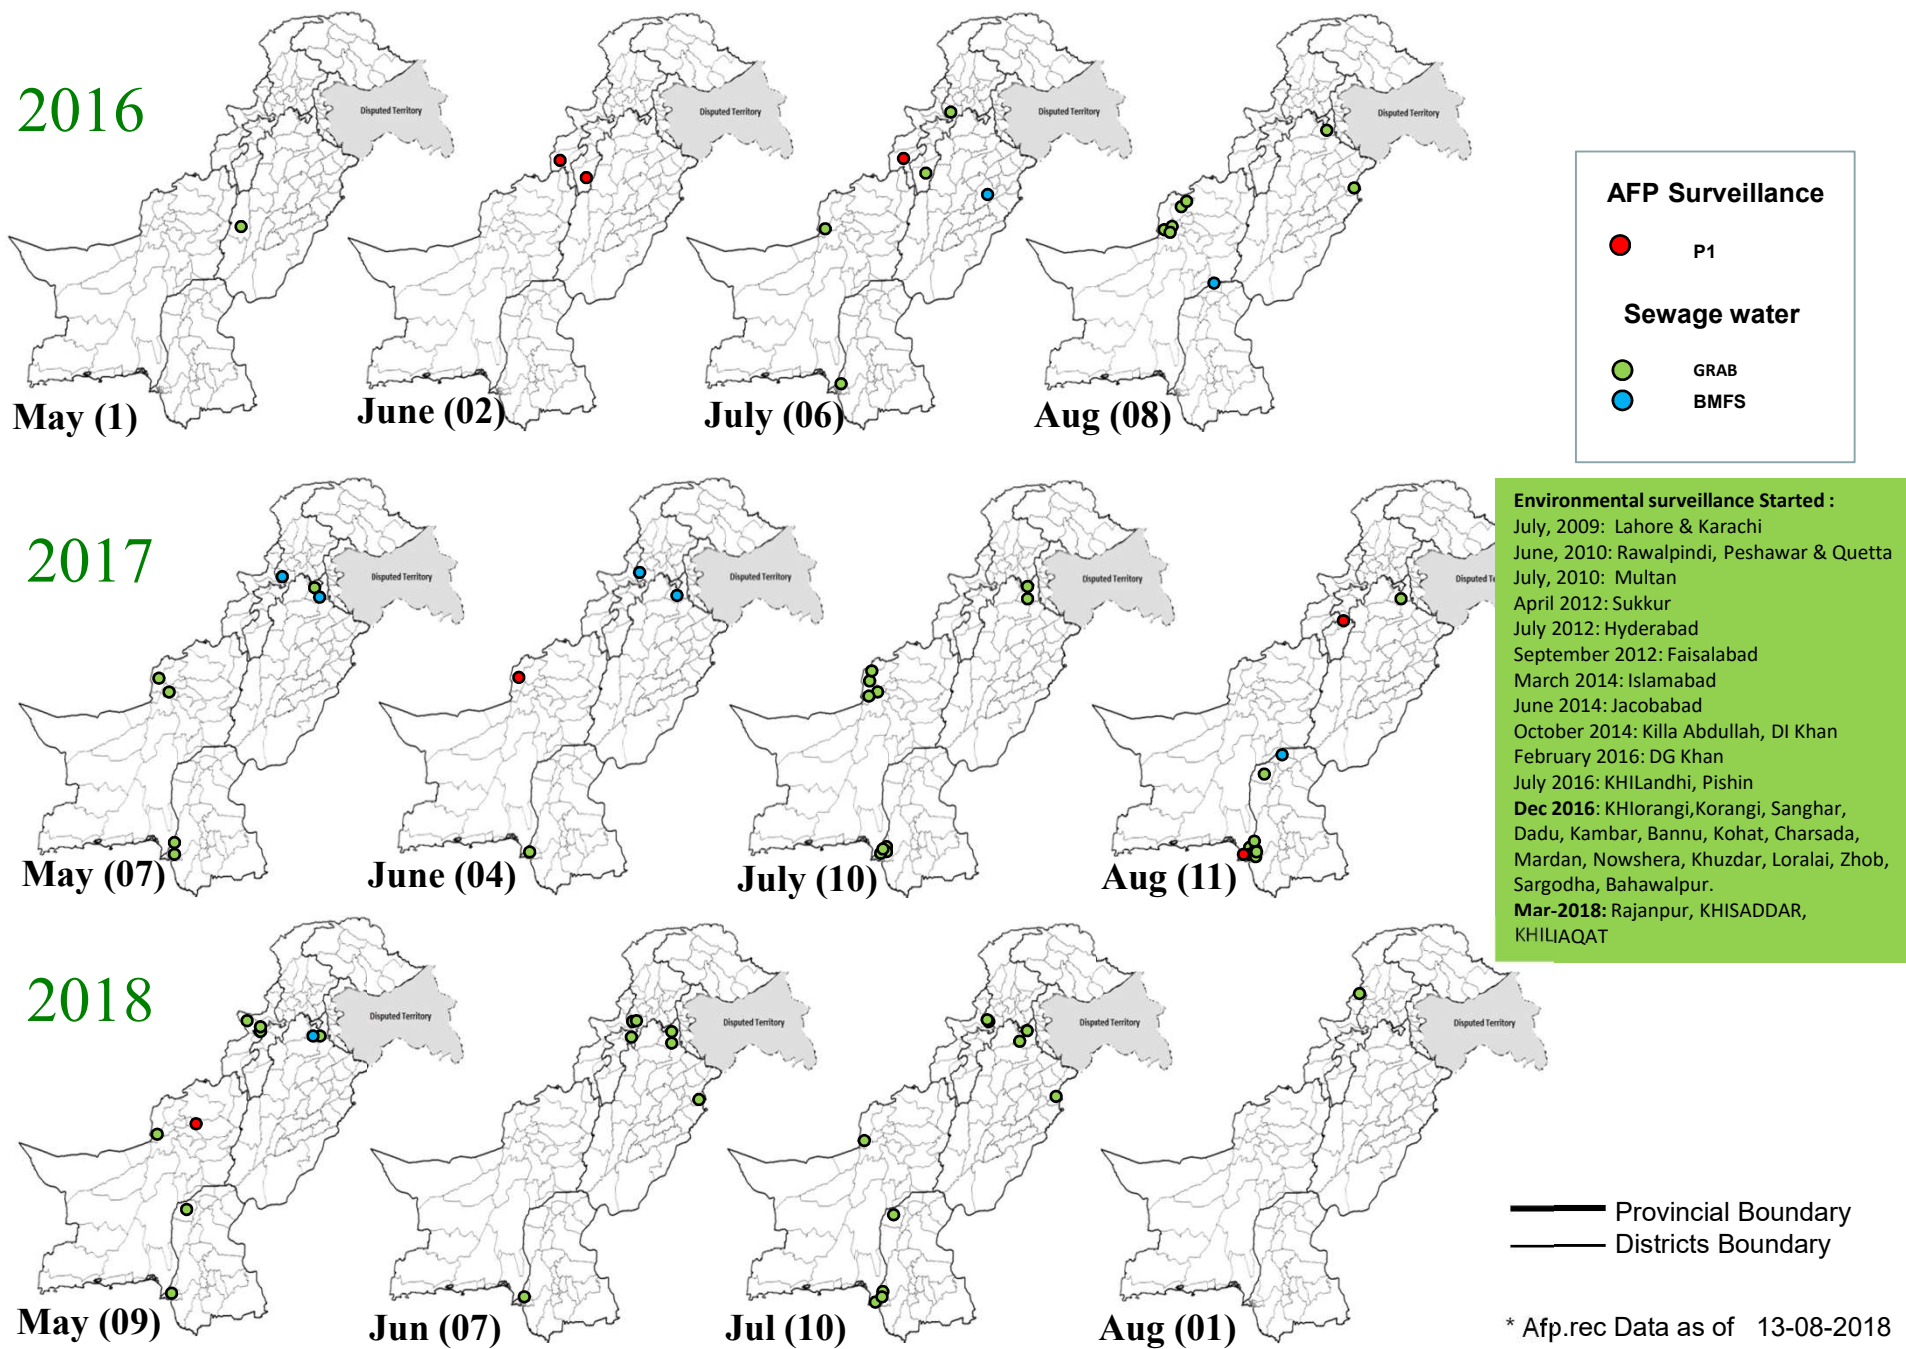 2016
Disputed Territory
Disputed Territory
Disputed Territory
Disputed Territory
May (1)
June (02)
July (06)
Aug (08)
AFP Surveillance
P1
Sewage water
GRAB
BMFS
2017
Disputed Territory
Disputed Territory
Disputed Territory
Disputed Te
May (07)
June (04)
July (10)
Aug (11)
Environmental surveillance Started :
July, 2009: Lahore & Karachi
June, 2010: Rawalpindi, Peshawar & Quetta
July, 2010: Multan
April 2012: Sukkur
July 2012: Hyderabad
September 2012: Faisalabad
March 2014: Islamabad
June 2014: Jacobabad
October 2014: Killa Abdullah, DI Khan
February 2016: DG Khan
July 2016: KHILandhi, Pishin
Dec 2016: KHIorangi,Korangi, Sanghar,
Dadu, Kambar, Bannu, Kohat, Charsada,
Mardan, Nowshera, Khuzdar, Loralai, Zhob,
Sargodha, Bahawalpur.
Mar-2018: Rajanpur, KHISADDAR,
KHILIAQAT
2018
Disputed Territory
Disputed Territory
Disputed Territory
Disputed Territory
May (09)
Jun (07)
Jul (10)
Aug (01)
Provincial Boundary
Districts Boundary
* Afp.rec Data as of 13-08-2018